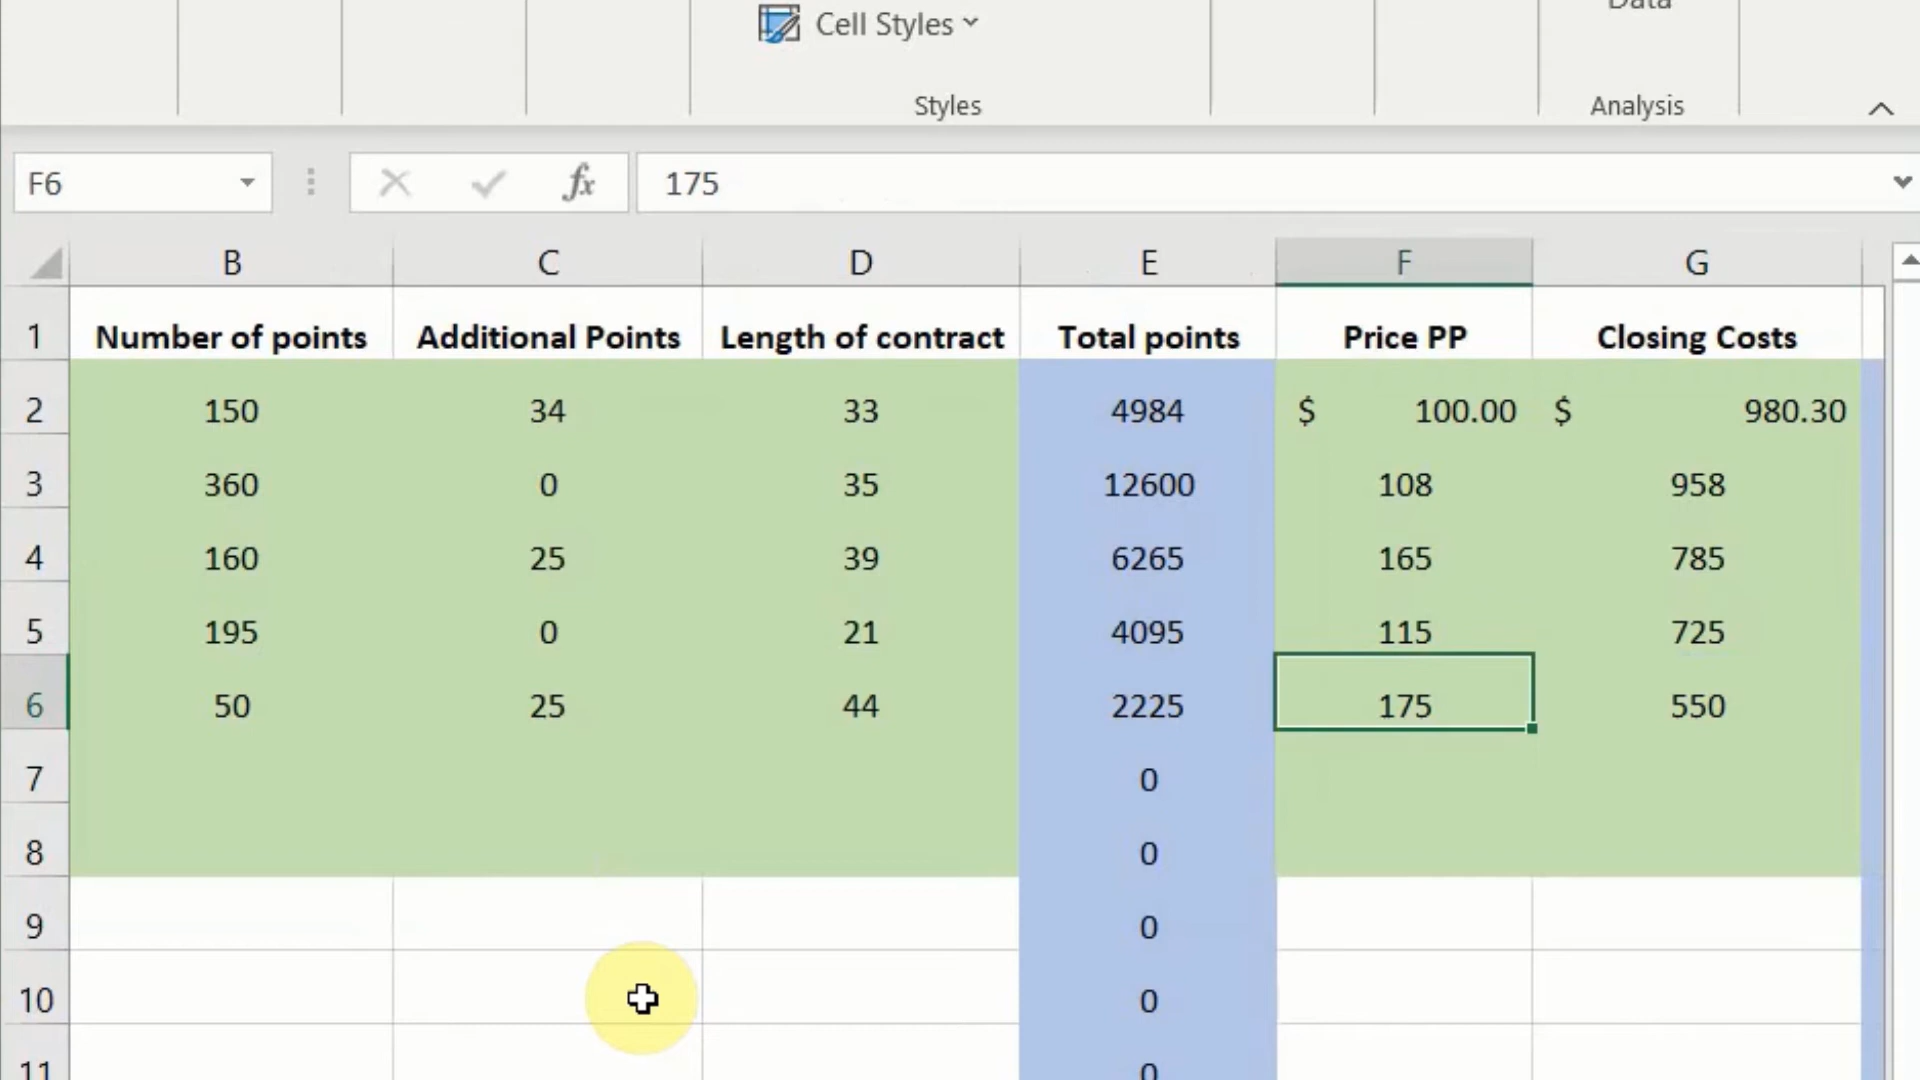 Data
Cell Styles
Styles
Analysis
F6
fx
175
B C D E F G
1 Number of points Additional Points Length of contract Total points Price PP Closing Costs
2 150 34 33 4984 $ 100.00 $ 980.30
3 360 0 35 12600 108 958
4 160 25 39 6265 165 785
5 195 0 21 4095 115 725
6 50 25 44 2225 175 550
7 0
8 0
9 0
10 0
11 0